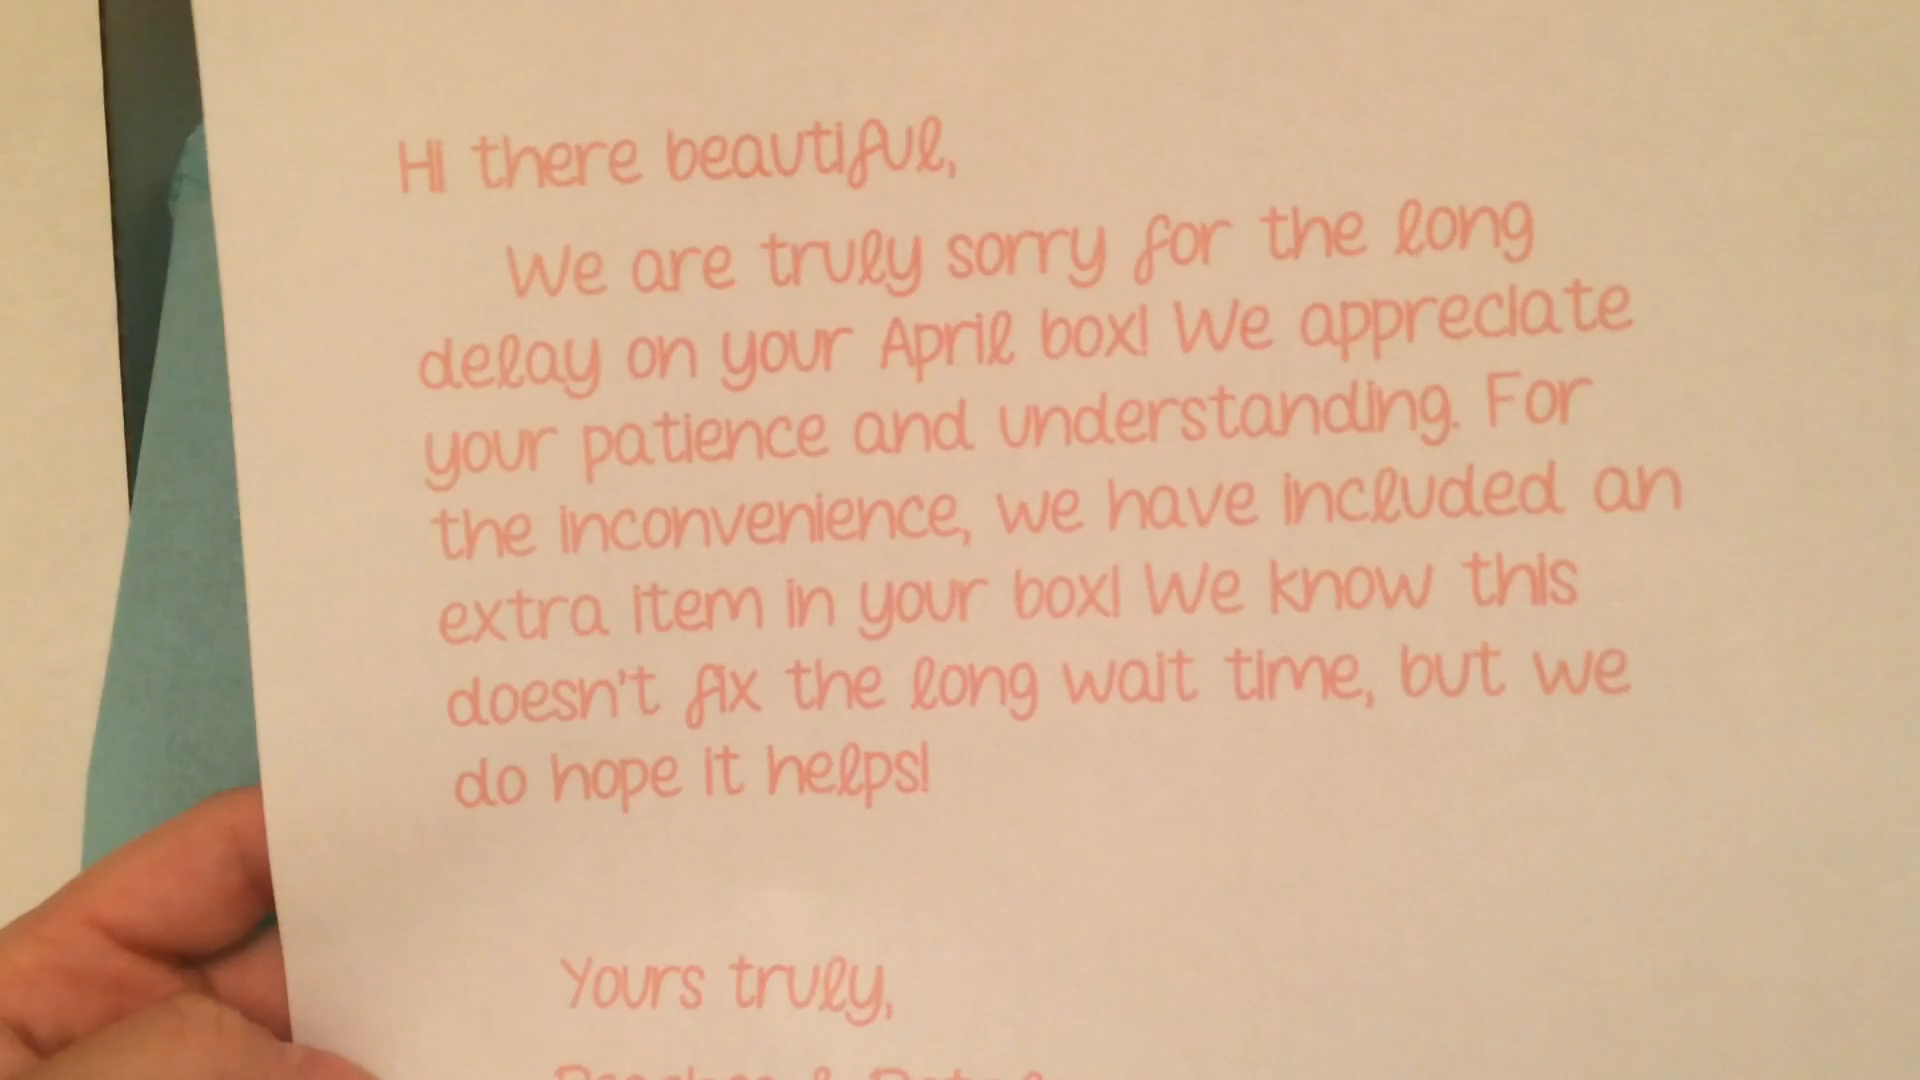 Hi there beautiful,
We are truly sorry for the long
delay on your April box! We appreciate
your patience and understanding. For
the inconvenience, we have included an
extra item in your box! We know this
doesn't fix the long wait time, but we
do hope it helps!
Yours truly,